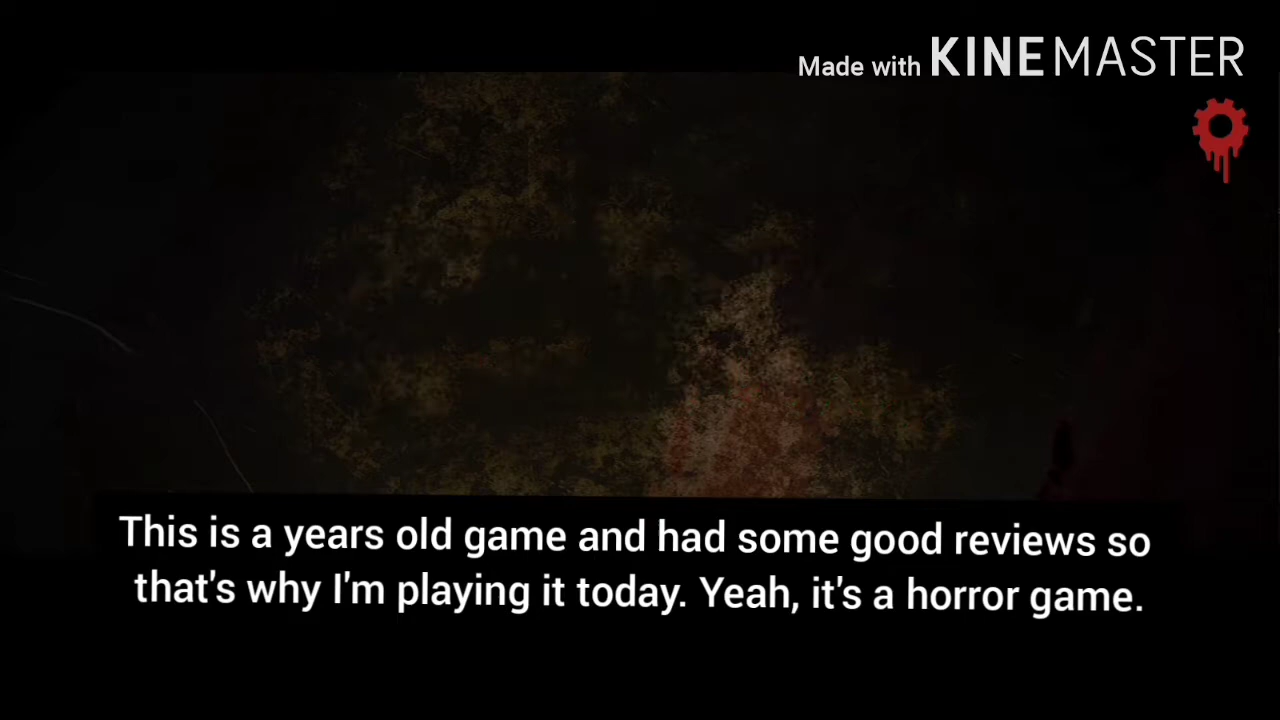 Made with KINEMASTER
This is a years old game and had some good reviews so
that's why I'm playing it today. Yeah, it's a horror game.